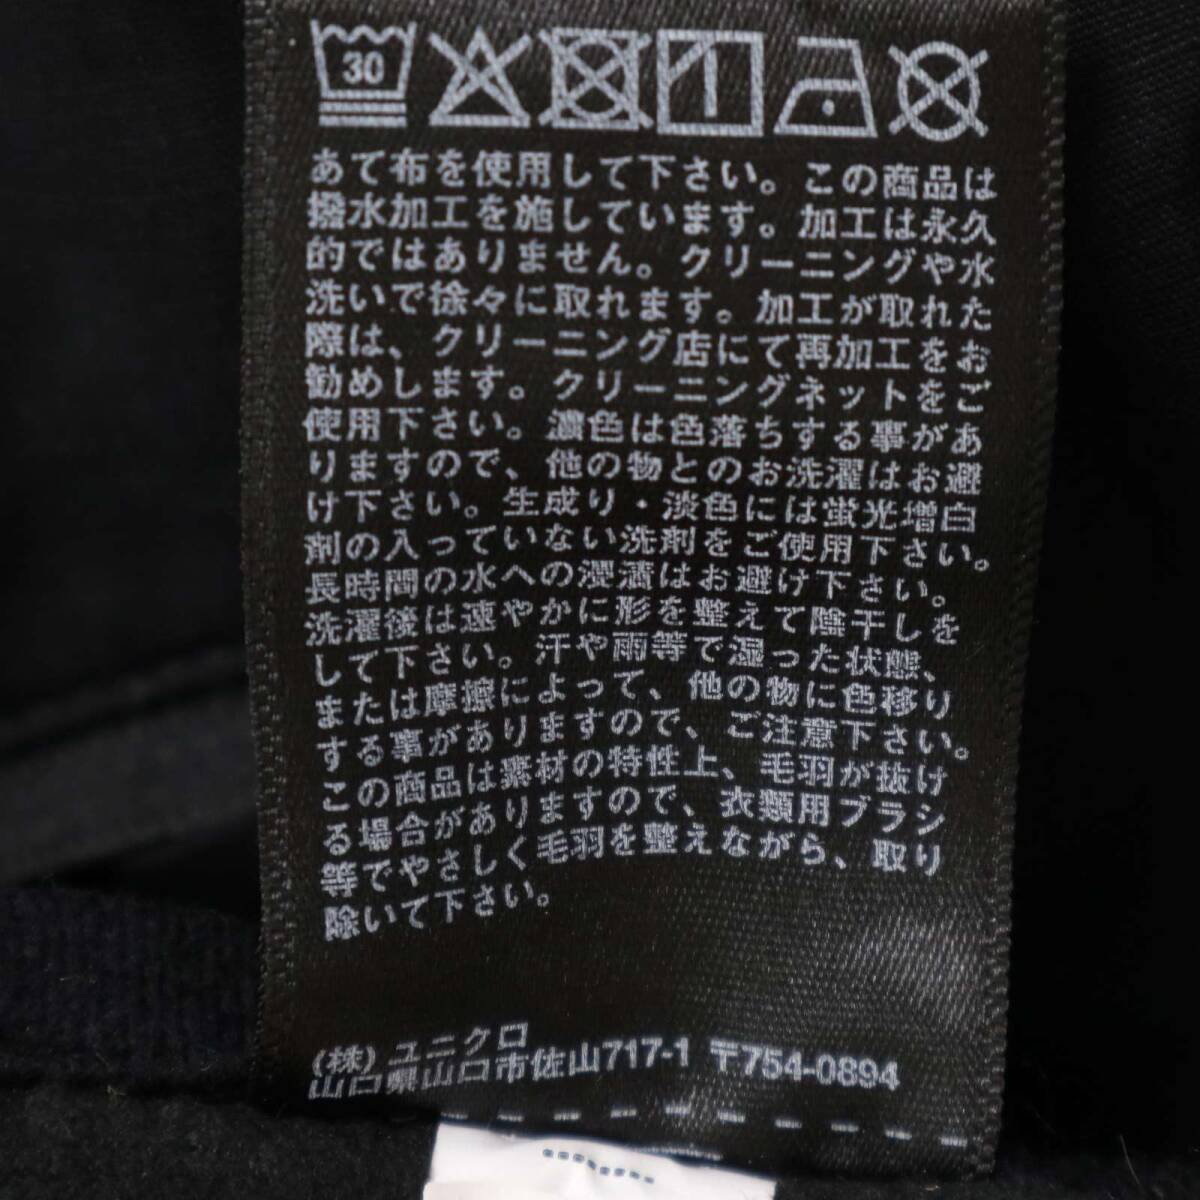 30
あて布を使用して下さい。この商品は
撥水加工を施しています。加工は永久
的ではありません。クリーニングや水
洗いで徐々に取れます。加工が取れた
際は、クリーニング店にて再加工をお
勧めします。クリーニングネットをご
使用下さい。濃色は色落ちする事があ
りますので、他の物とのお洗濯はお避
け下さい。生成り・淡色には蛍光増白
剤の入っていない洗剤をご使用下さい。
長時間の水への浸漬はお避け下さい。
洗濯後は速やかに形を整えて陰干しを
して下さい。汗や雨等で湿った状態、
または摩擦によって、他の物に色移り
する事がありますので、ご注意下さい。
この商品は素材の特性上、毛羽が抜け
る場合がありますので、衣類用ブラシ
等でやさしく毛羽を整えながら、取り
除いて下さい。
(株)ユニクロ
山口県山口市佐山717-1 〒754-0894